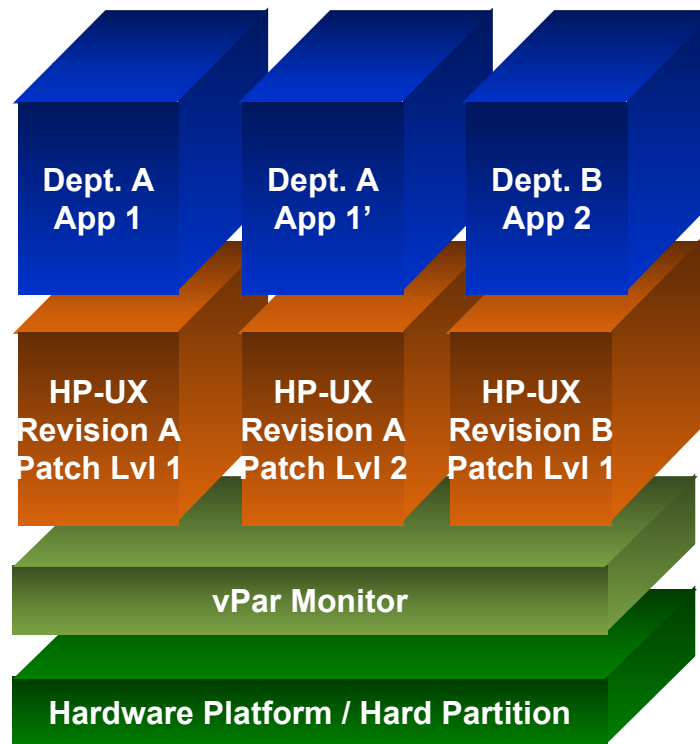 Dept. A
App 1
Dept. A
App 1’
Dept. B
App 2
HP-UX
Revision A
Patch Lvl 1
HP-UX
Revision A
Patch Lvl 2
HP-UX
Revision B
Patch Lvl 1
vPar Monitor
Hardware Platform / Hard Partition